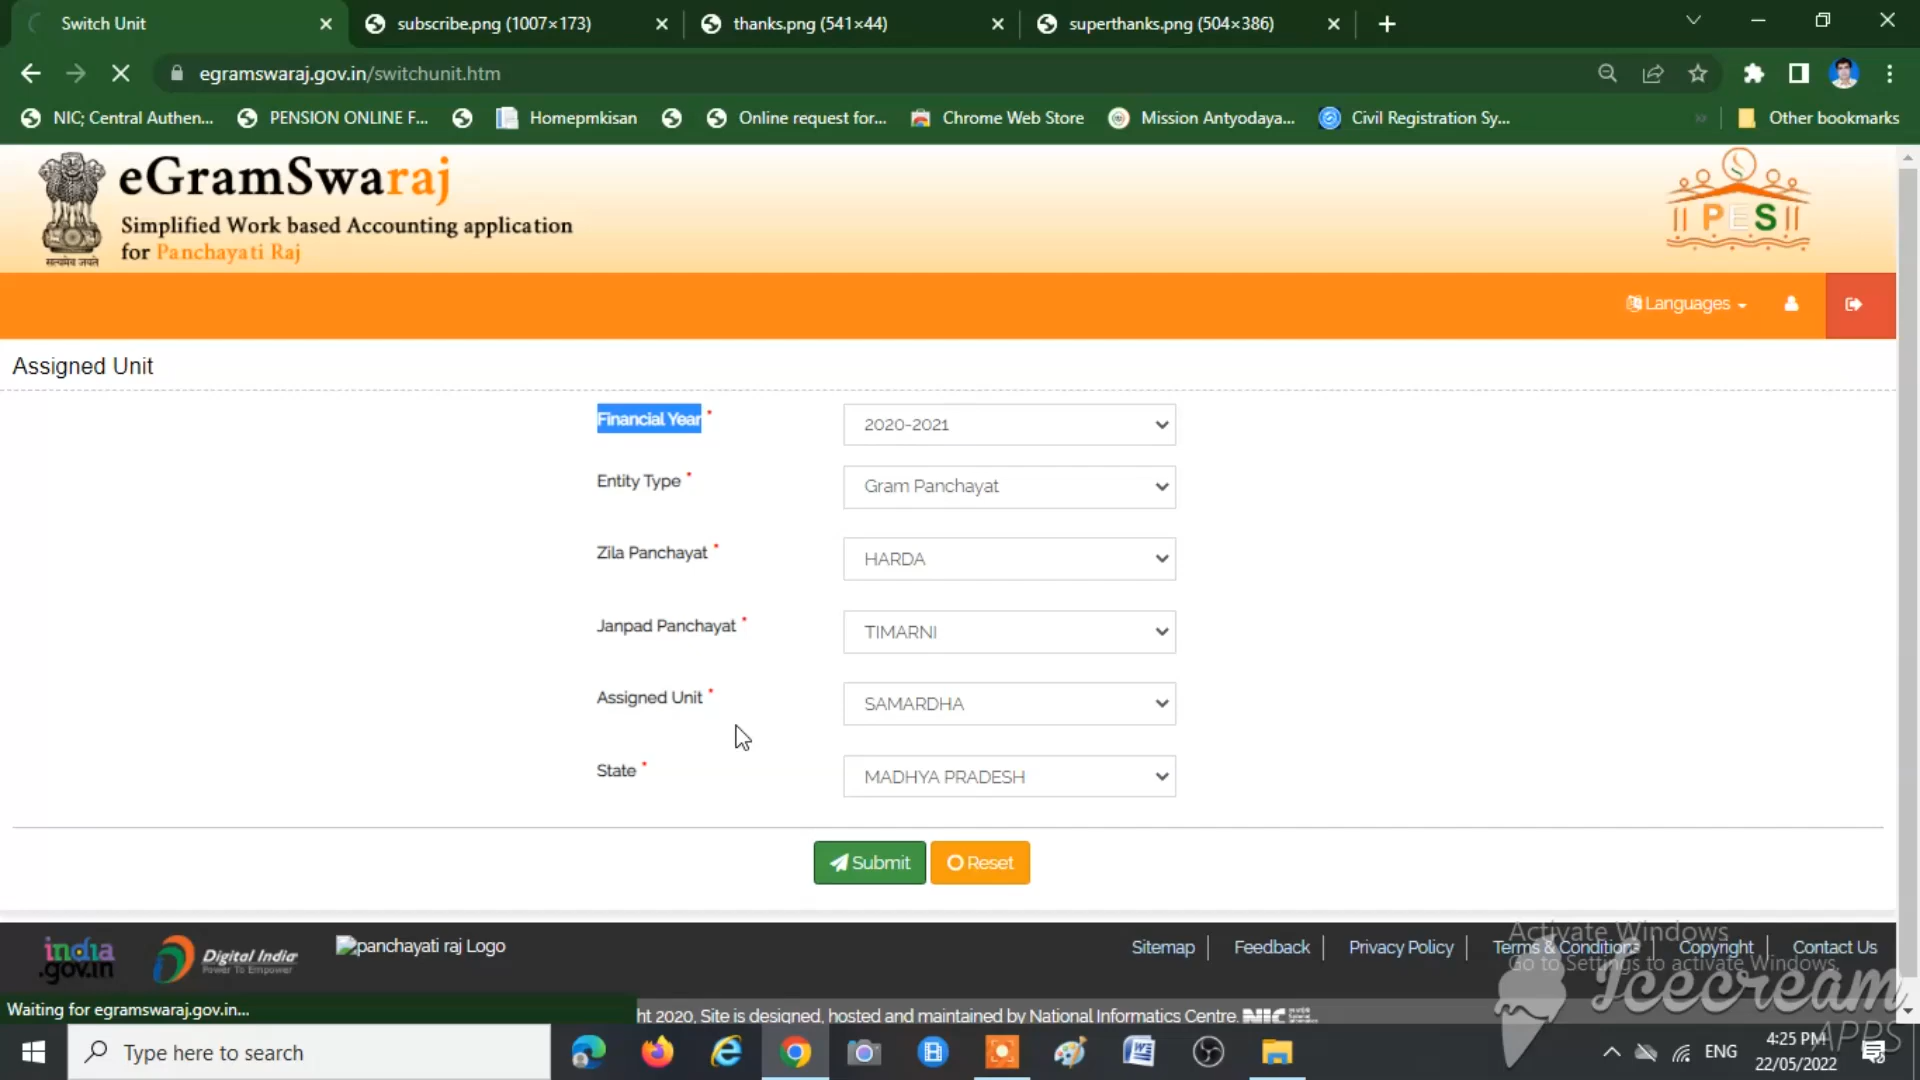 Switch Unit
subscribe.png (1007×173)
thanks.png (541×44)
superthanks.png (504×386)
egramswaraj.gov.in/switchunit.htm
NIC; Central Authen...
PENSION ONLINE F...
Homepmkisan
Online request for...
Chrome Web Store
Mission Antyodaya...
Civil Registration Sy...
Other bookmarks
eGramSwaraj
Simplified Work based Accounting application
for Panchayati Raj
सत्यमेव जयते
PES
Languages
Assigned Unit
Financial Year *
2020-2021
Entity Type *
Gram Panchayat
Zila Panchayat *
HARDA
Janpad Panchayat *
TIMARNI
Assigned Unit *
SAMARDHA
State *
MADHYA PRADESH
Submit
Reset
india
.gov.in
Digital India
Power To Empower
panchayati raj Logo
Sitemap
Feedback
Privacy Policy
Terms & Conditions
Copyright
Contact Us
Activate Windows
Go to Settings to activate Windows.
Icecream
APPS
Waiting for egramswaraj.gov.in...
ht 2020, Site is designed, hosted and maintained by National Informatics Centre. NIC
Type here to search
ENG
4:25 PM
22/05/2022